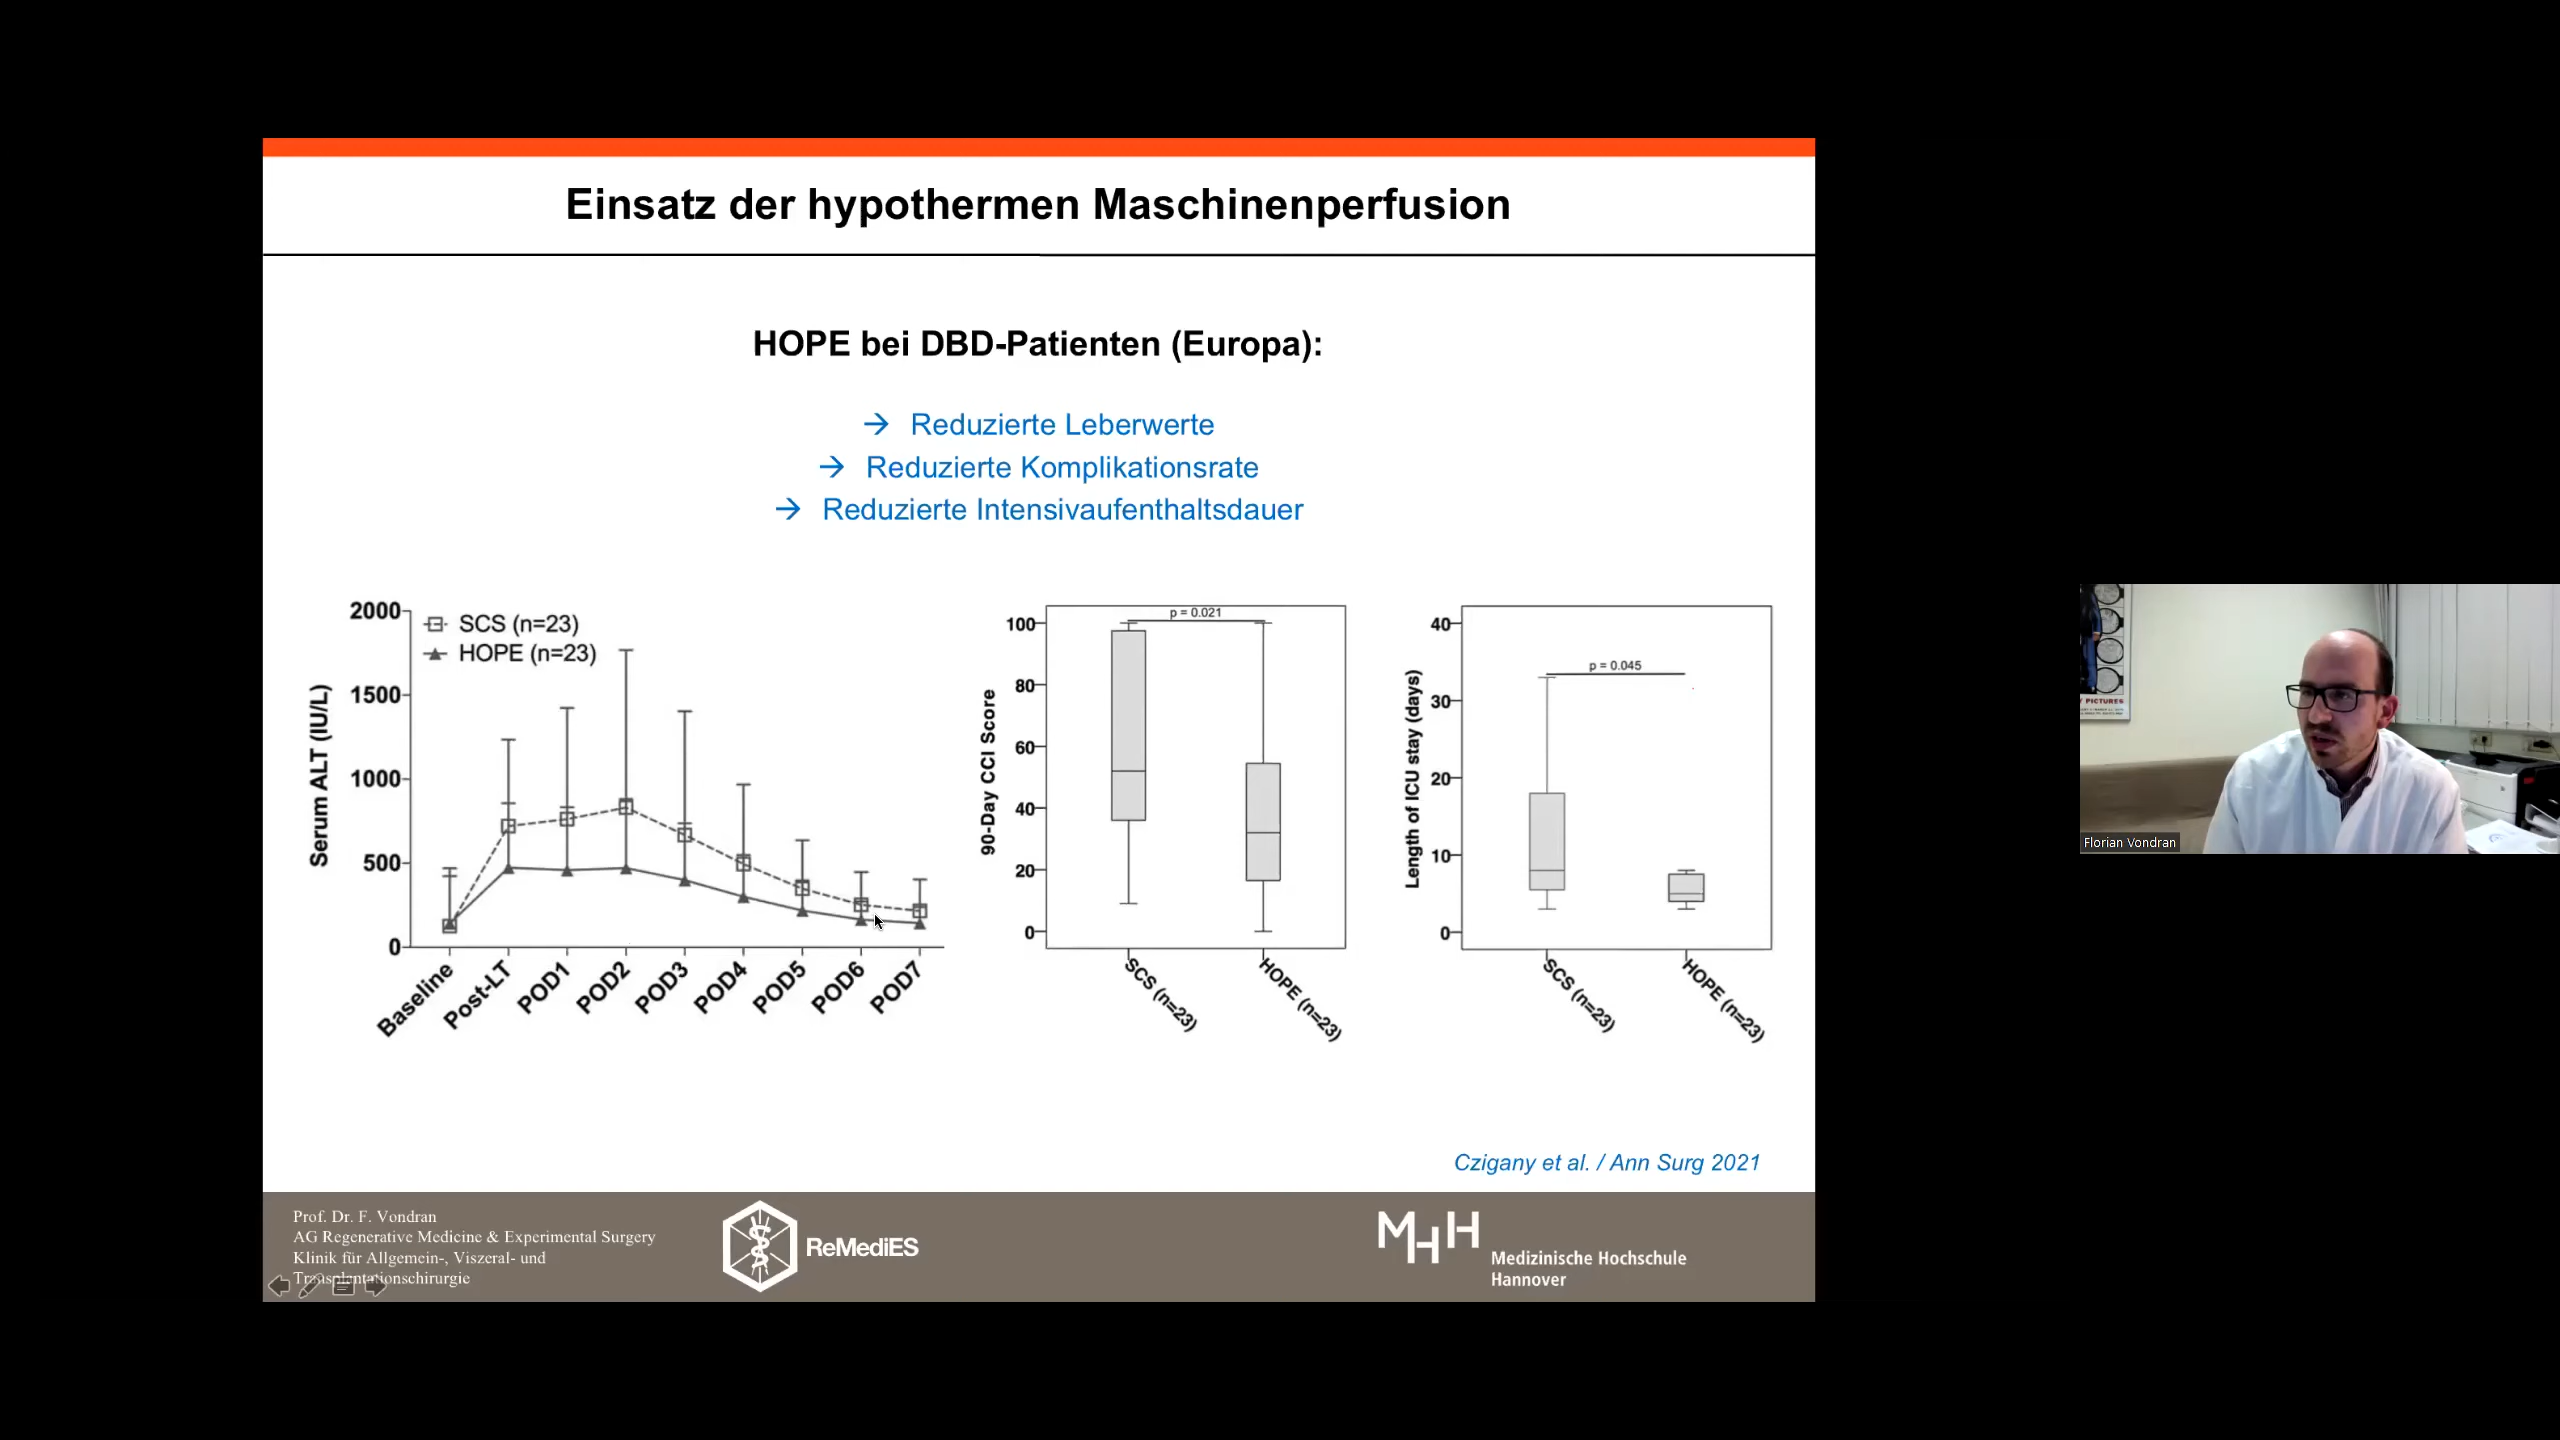 Einsatz der hypothermen Maschinenperfusion
HOPE bei DBD-Patienten (Europa):
→ Reduzierte Leberwerte
→ Reduzierte Komplikationsrate
→ Reduzierte Intensivaufenthaltsdauer
Serum ALT (IU/L)
2000
1500
1000
500
0
SCS (n=23)
HOPE (n=23)
Baseline
Post-LT
POD1
POD2
POD3
POD4
POD5
POD6
POD7
90-Day CCI Score
100
80
60
40
20
0
p = 0.021
SCS (n=23)
HOPE (n=23)
Length of ICU stay (days)
40
30
20
10
0
p = 0.045
SCS (n=23)
HOPE (n=23)
Czigany et al. / Ann Surg 2021
Prof. Dr. F. Vondran
AG Regenerative Medicine & Experimental Surgery
Klinik für Allgemein-, Viszeral- und
Transplantationschirurgie
ReMediES
MHH
Medizinische Hochschule
Hannover
PICTURES
Florian Vondran